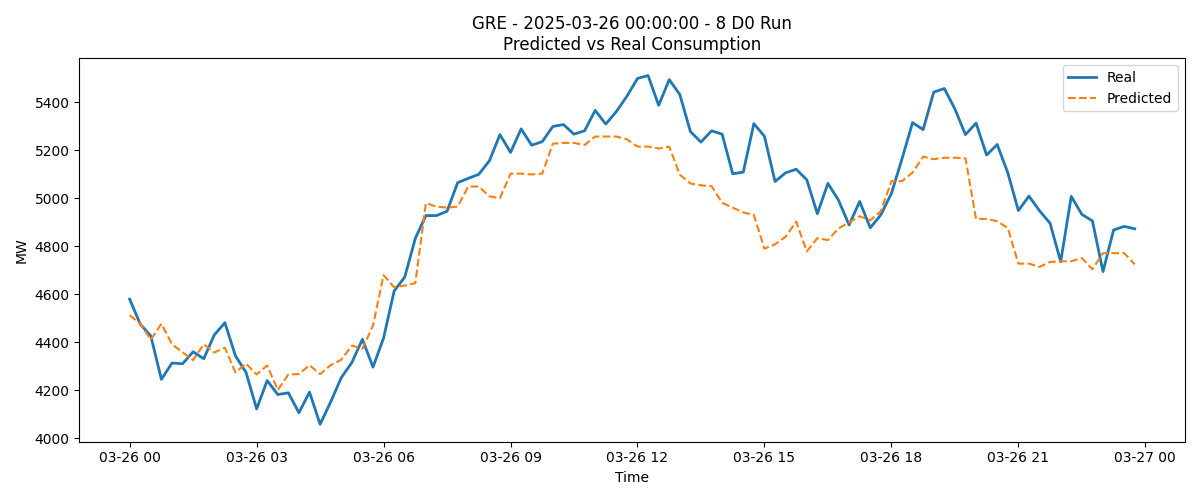 GRE - 2025-03-26 00:00:00 - 8 D0 Run
Predicted vs Real Consumption
Real
Predicted
MW
5400
5200
5000
4800
4600
4400
4200
4000
03-26 00
03-26 03
03-26 06
03-26 09
03-26 12
03-26 15
03-26 18
03-26 21
03-27 00
Time